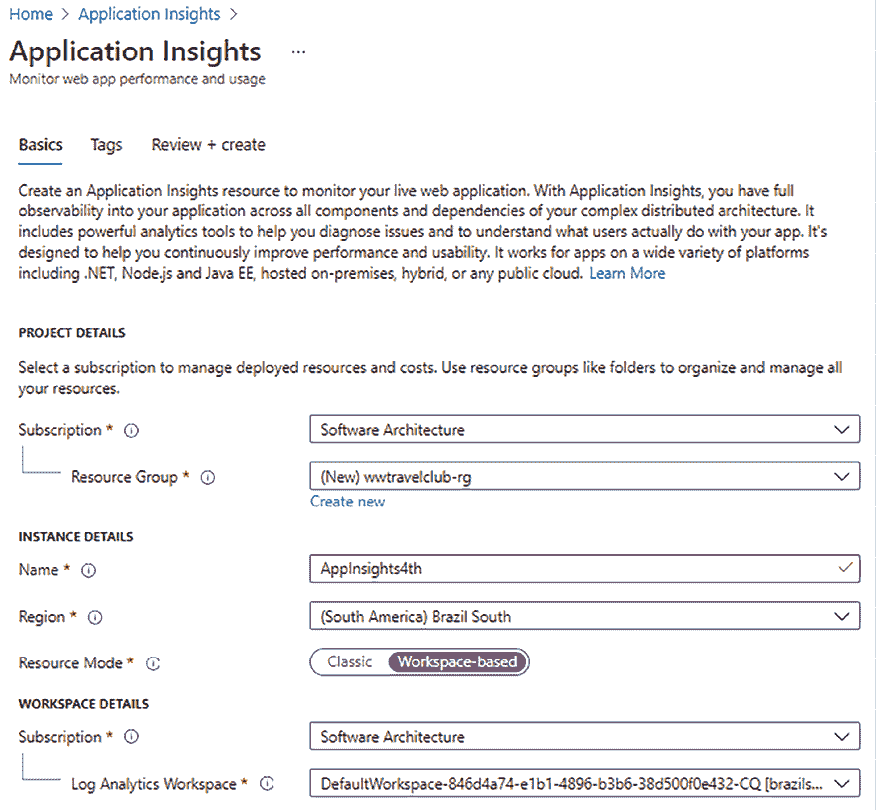 Home > Application Insights >
Application Insights ...
Monitor web app performance and usage
Basics Tags Review + create
Create an Application Insights resource to monitor your live web application. With Application Insights, you have full
observability into your application across all components and dependencies of your complex distributed architecture. It
includes powerful analytics tools to help you diagnose issues and to understand what users actually do with your app. It's
designed to help you continuously improve performance and usability. It works for apps on a wide variety of platforms
including .NET, Node.js and Java EE, hosted on-premises, hybrid, or any public cloud. Learn More
PROJECT DETAILS
Select a subscription to manage deployed resources and costs. Use resource groups like folders to organize and manage all
your resources.
Subscription * Software Architecture
Resource Group * (New) wwtravelclub-rg
Create new
INSTANCE DETAILS
Name * AppInsights4th
Region * (South America) Brazil South
Resource Mode * Classic Workspace-based
WORKSPACE DETAILS
Subscription * Software Architecture
Log Analytics Workspace * DefaultWorkspace-846d4a74-e1b1-4896-b3b6-38d500f0e432-CQ [brazils...